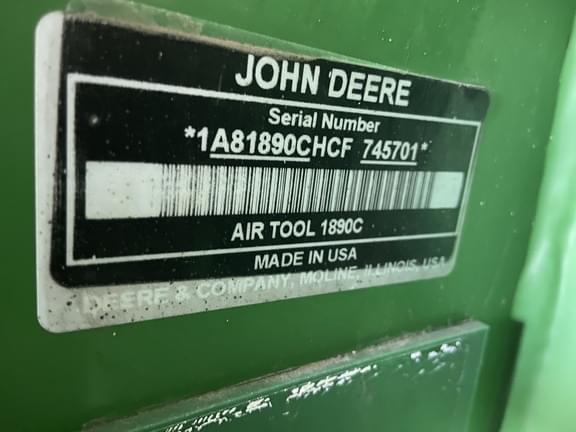 JOHN DEERE
Serial Number
*1A81890CHCF 745701*
AIR TOOL 1890C
MADE IN USA
DEERE & COMPANY, MOLINE, ILLINOIS, USA